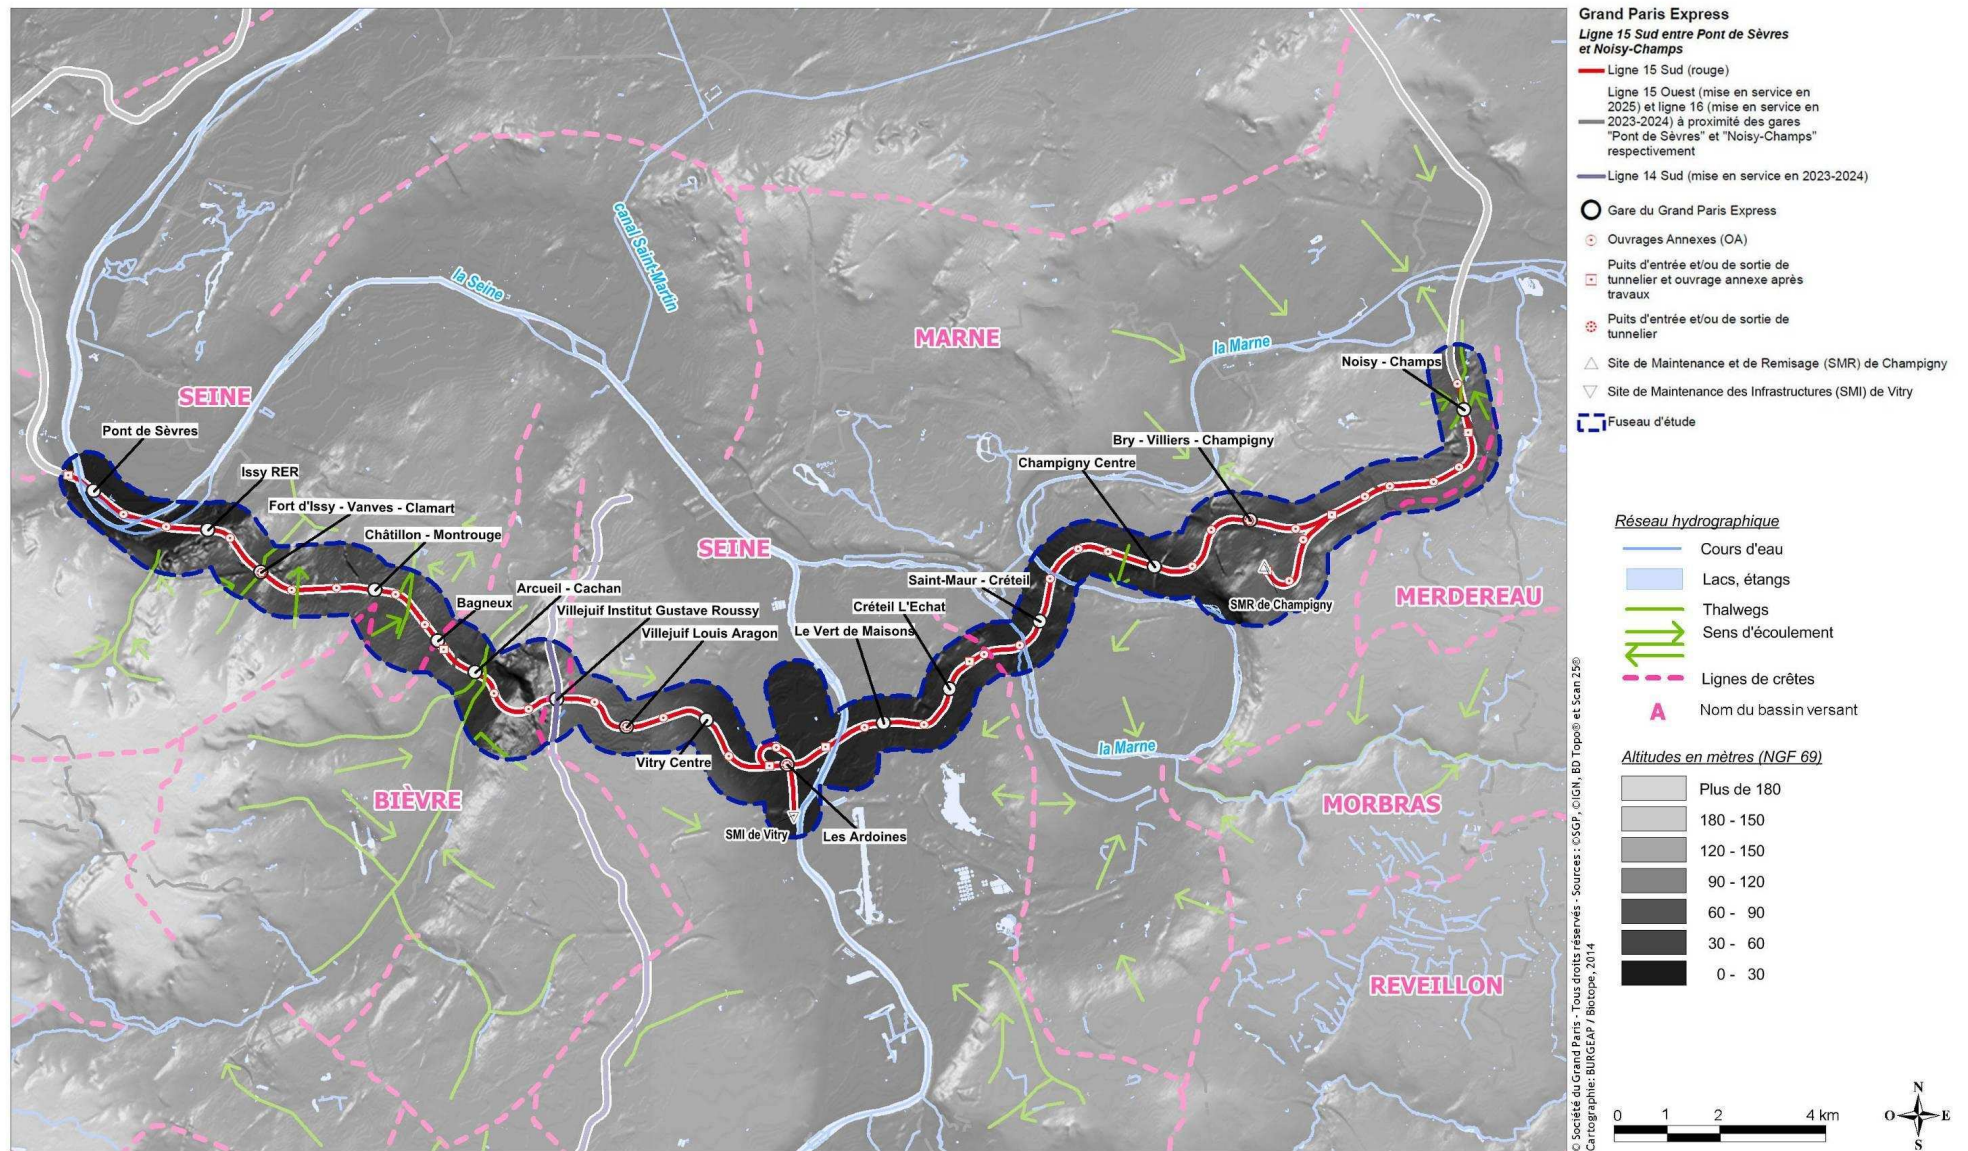 Grand Paris Express
Ligne 15 Sud entre Pont de Sèvres
et Noisy-Champs
Ligne 15 Sud (rouge)
Ligne 15 Ouest (mise en service en
2025) et ligne 16 (mise en service en
2023-2024) à proximité des gares
"Pont de Sèvres" et "Noisy-Champs"
respectivement
Ligne 14 Sud (mise en service en 2023-2024)
Gare du Grand Paris Express
Ouvrages Annexes (OA)
Puits d'entrée et/ou de sortie de
tunnelier et ouvrage annexe après
travaux
Puits d'entrée et/ou de sortie de
tunnelier
Site de Maintenance et de Remisage (SMR) de Champigny
Site de Maintenance des Infrastructures (SMI) de Vitry
Fuseau d'étude
Réseau hydrographique
Cours d'eau
Lacs, étangs
Thalwegs
Sens d'écoulement
Lignes de crêtes
A Nom du bassin versant
Altitudes en mètres (NGF 69)
Plus de 180
180 - 150
120 - 150
90 - 120
60 - 90
30 - 60
0 - 30
0 1 2 4 km
N
O E
S
© Société du Grand Paris - Tous droits réservés - Sources : ©SGP, ©IGN, BD Topo® et Scan 25®
Cartographie: BURGEAP / Biotope, 2014
canal Saint-Martin
la Seine
MARNE
la Marne
Noisy - Champs
SEINE
Pont de Sèvres
Bry - Villiers - Champigny
Champigny Centre
Issy RER
Fort d'Issy - Vanves - Clamart
Châtillon - Montrouge
SEINE
Saint-Maur - Créteil
Arcueil - Cachan
MERDEREAU
Bagneux
SMR de Champigny
Créteil L'Echat
Villejuif Institut Gustave Roussy
Le Vert de Maisons
Villejuif Louis Aragon
la Marne
Vitry Centre
BIÈVRE
MORBRAS
SMI de Vitry
Les Ardoines
REVEILLON